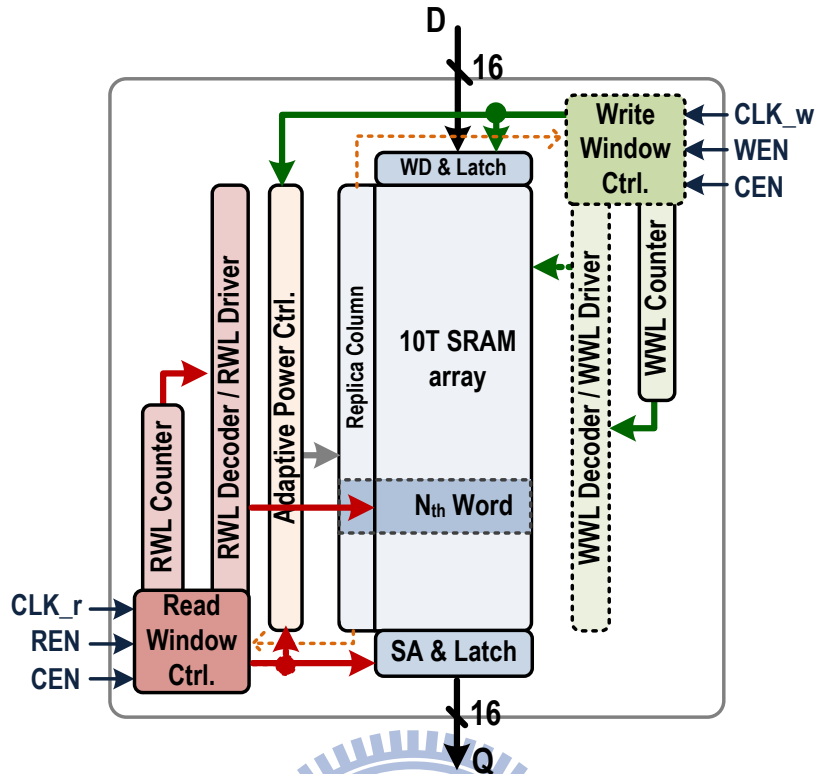 D
16
Write
Window
Ctrl.
CLK_w
WEN
CEN
WD & Latch
RWL Decoder / RWL Driver
Adaptive Power Ctrl.
Replica Column
10T SRAM
array
WWL Decoder / WWL Driver
WWL Counter
RWL Counter
Nth Word
CLK_r
REN
CEN
Read
Window
Ctrl.
SA & Latch
16
Q